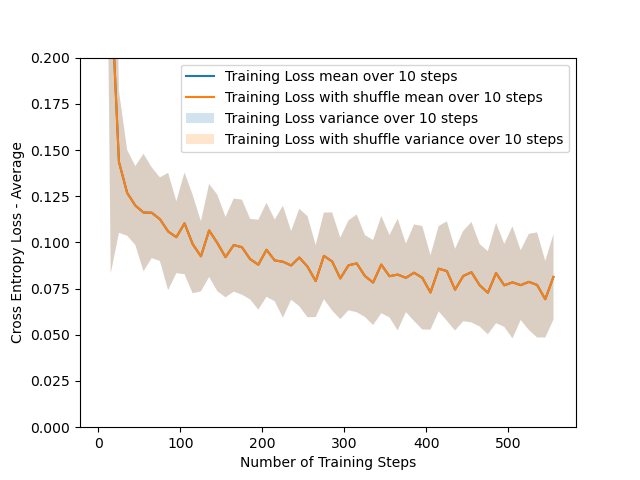 0.200
0.175
0.150
0.125
0.100
0.075
0.050
0.025
0.000
Cross Entropy Loss - Average
Training Loss mean over 10 steps
Training Loss with shuffle mean over 10 steps
Training Loss variance over 10 steps
Training Loss with shuffle variance over 10 steps
0 100 200 300 400 500
Number of Training Steps